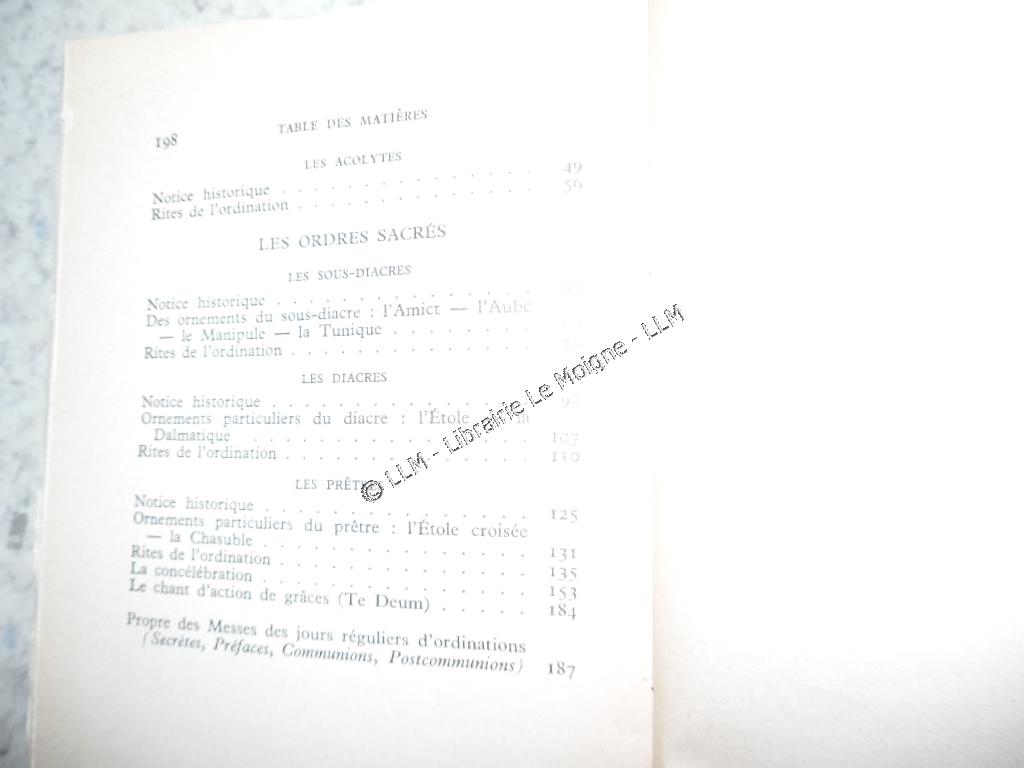 198 TABLE DES MATIÈRES
LES ACOLYTES
Notice historique . . . . . . . . . . . . . . 49
Rites de l'ordination . . . . . . . . . . . . . 56
LES ORDRES SACRÉS
LES SOUS-DIACRES
Notice historique . . . . . . . . . . . . . .
Des ornements du sous-diacre : l'Amict — l'Aube
— le Manipule — la Tunique . . . . . . . .
Rites de l'ordination . . . . . . . . . . . . .
LES DIACRES
Notice historique . . . . . . . . . . . . . . 93
Ornements particuliers du diacre : l'Étole la
Dalmatique . . . . . . . . . . . . . . . 107
Rites de l'ordination . . . . . . . . . . . . . 110
LES PRÊTRES
Notice historique . . . . . . . . . . . . . . 125
Ornements particuliers du prêtre : l'Étole croisée
— la Chasuble . . . . . . . . . . . . . . 131
Rites de l'ordination . . . . . . . . . . . . . 135
La concélébration . . . . . . . . . . . . . . 153
Le chant d'action de grâces (Te Deum) . . . . . 184
Propre des Messes des jours réguliers d'ordinations
(Secrètes, Préfaces, Communions, Postcommunions) 187
© LLM - Librairie Le Moigne - LLM